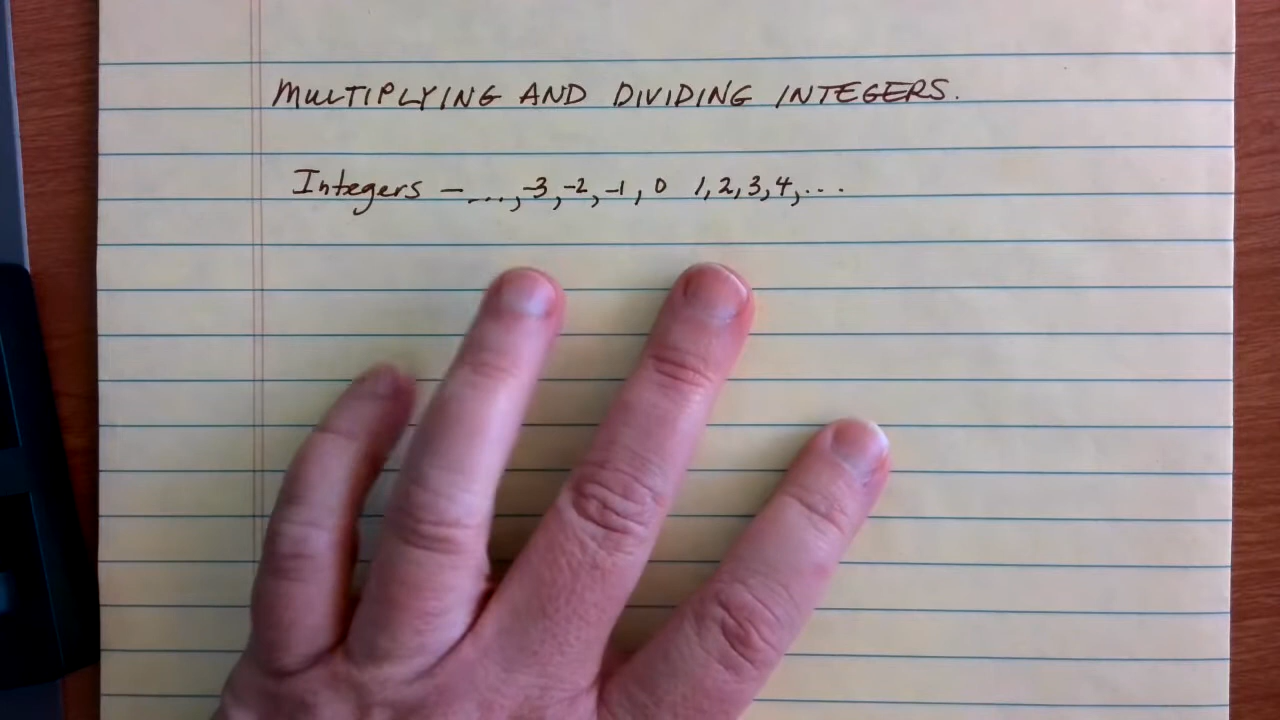 MULTIPLYING AND DIVIDING INTEGERS.
Integers – ..., -3, -2, -1, 0 1, 2, 3, 4, ...